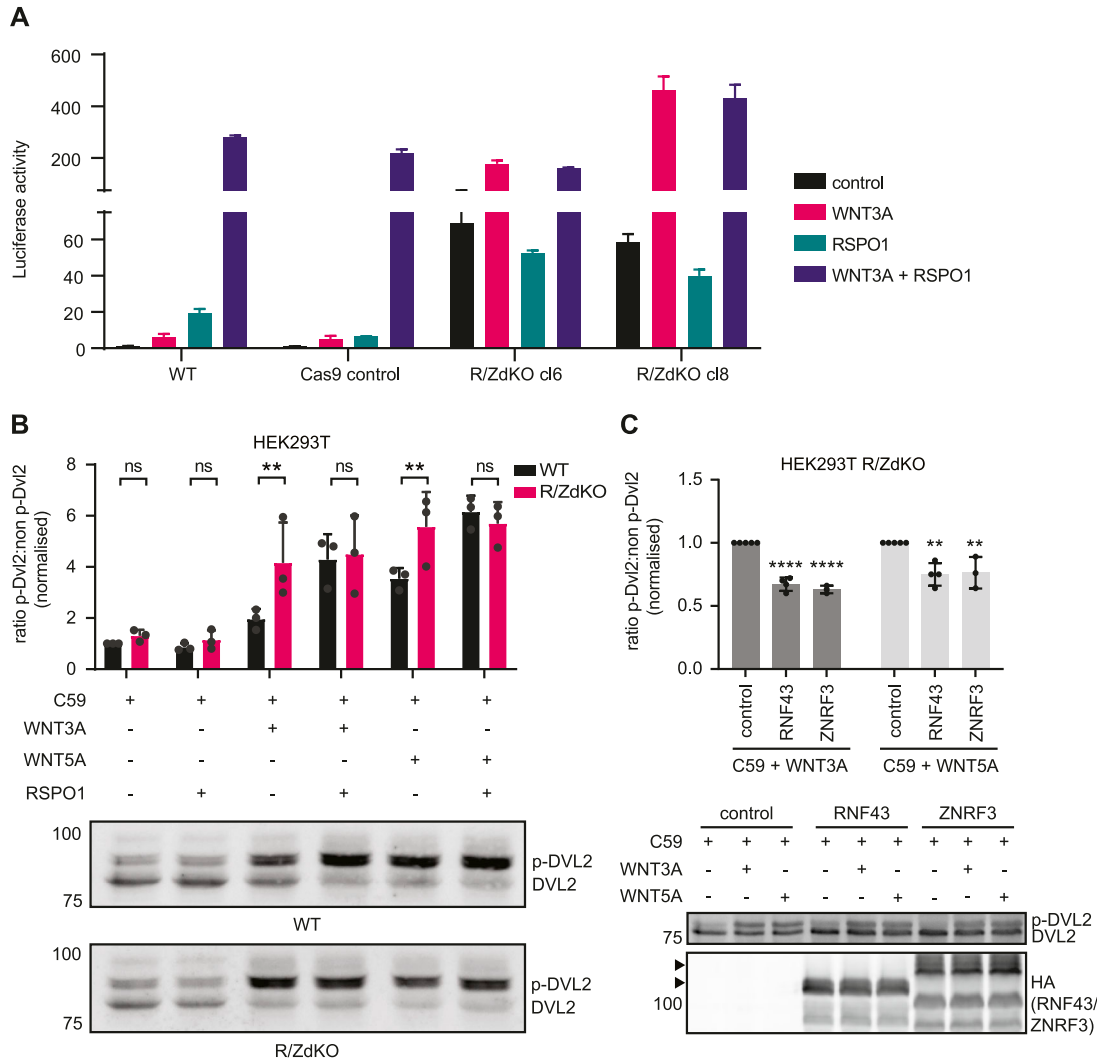 A
600
400
200
60
40
20
0
Luciferase activity
control
WNT3A
RSPO1
WNT3A + RSPO1
WT
Cas9 control
R/ZdKO cl6
R/ZdKO cl8
B
HEK293T
8
6
4
2
0
ratio p-Dvl2:non p-Dvl2
(normalised)
ns
ns
**
ns
**
ns
WT
R/ZdKO
C59 + + + + + +
WNT3A - - + + - -
WNT5A - - - - + +
RSPO1 - + - + - +
100
75
p-DVL2
DVL2
WT
100
75
p-DVL2
DVL2
R/ZdKO
C
HEK293T R/ZdKO
1.5
1.0
0.5
0.0
ratio p-Dvl2:non p-Dvl2
(normalised)
**** ****
** **
control
RNF43
ZNRF3
control
RNF43
ZNRF3
C59 + WNT3A
C59 + WNT5A
control RNF43 ZNRF3
C59 + + + + + + + + +
WNT3A - + - - + - - + -
WNT5A - - + - - + - - +
75
p-DVL2
DVL2
100
HA
(RNF43/
ZNRF3)